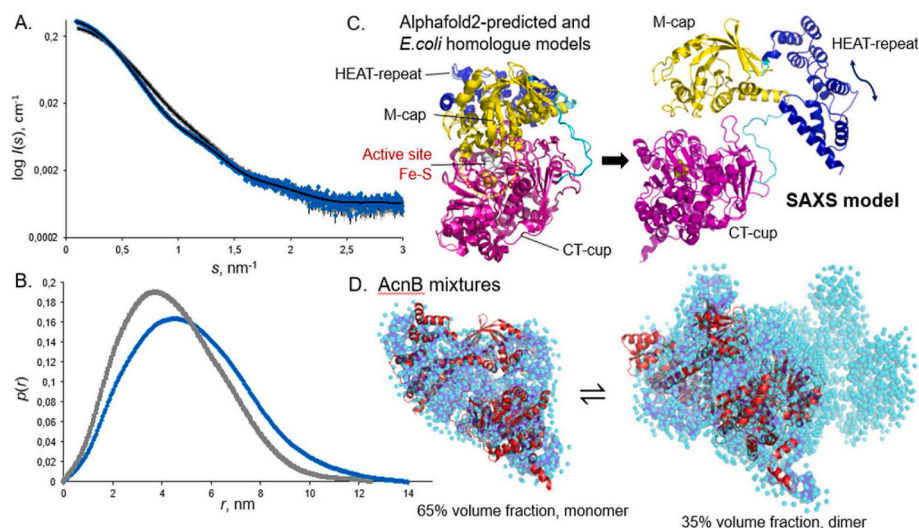 A.
0,2
0,02
0,002
0,0002
log I(s), cm-1
0 0,5 1 1,5 2 2,5 3
s, nm-1
B.
0,2
0,18
0,16
0,14
0,12
0,1
0,08
0,06
0,04
0,02
0
p(r)
0 2 4 6 8 10 12 14
r, nm
C.
Alphafold2-predicted and
E.coli homologue models
HEAT-repeat
M-cap
Active site
Fe-S
CT-cup
M-cap
HEAT-repeat
SAXS model
CT-cup
D.
AcnB mixtures
65% volume fraction, monomer
35% volume fraction, dimer